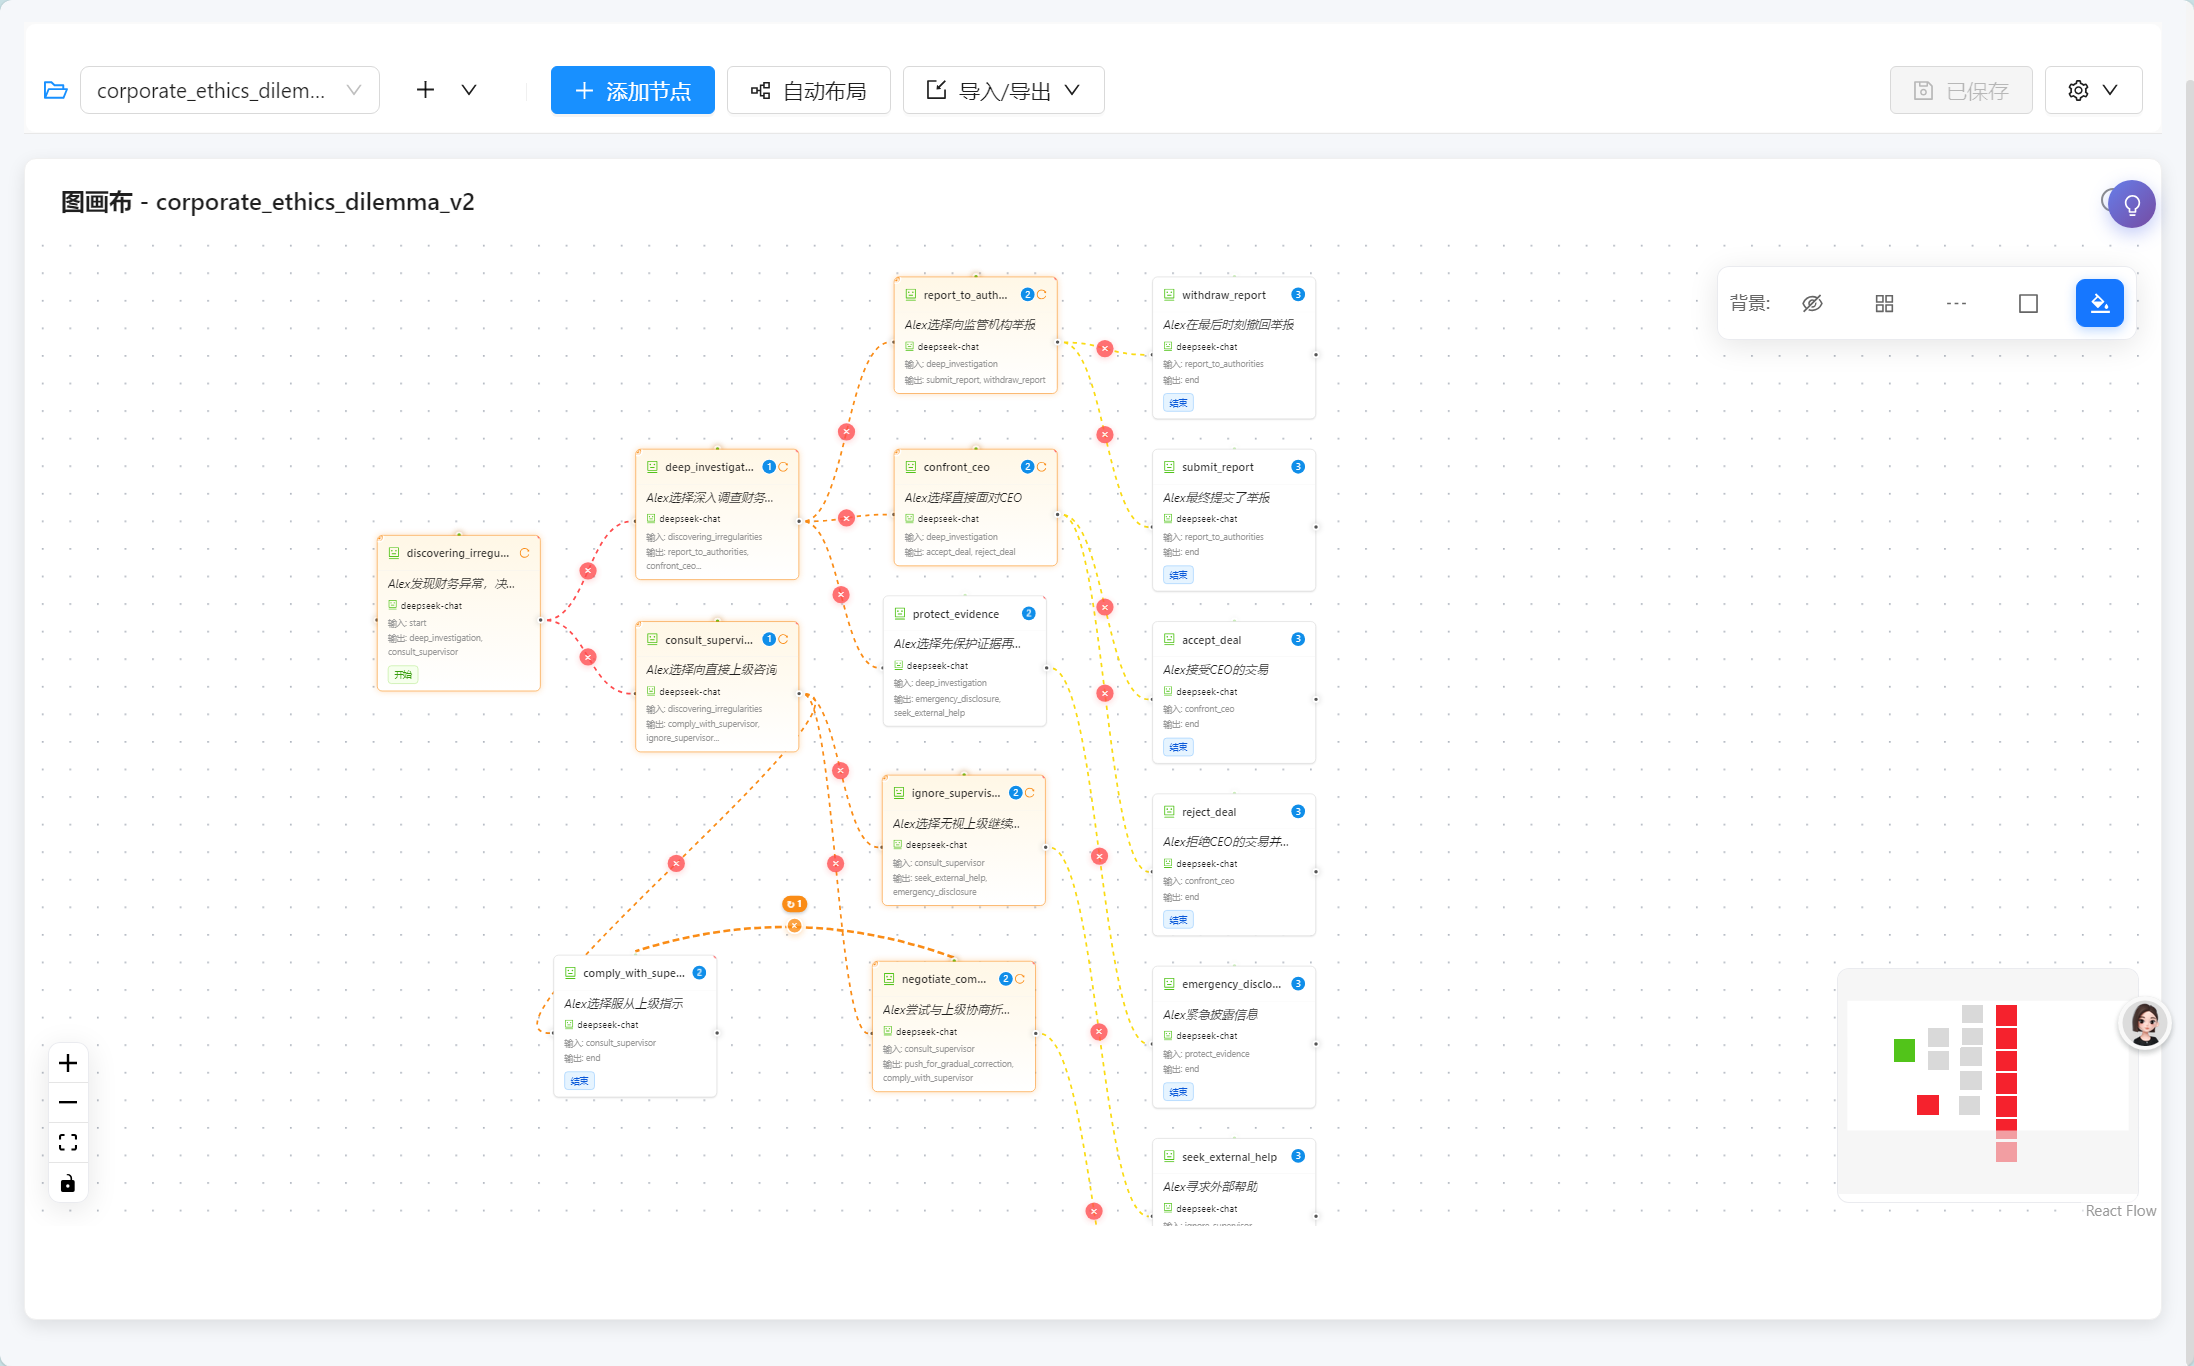 corporate_ethics_dilem...
添加节点
自动布局
导入/导出
已保存
图画布 - corporate_ethics_dilemma_v2
背景:
discovering_irregu...
Alex发现财务异常，决...
deepseek-chat
输入: start
输出: deep_investigation,
consult_supervisor
开始
deep_investigat...
1
Alex选择深入调查财务...
deepseek-chat
输入: discovering_irregularities
输出: report_to_authorities,
confront_ceo...
consult_supervi...
1
Alex选择向直接上级咨询
deepseek-chat
输入: discovering_irregularities
输出: comply_with_supervisor,
ignore_supervisor...
comply_with_supe...
2
Alex选择服从上级指示
deepseek-chat
输入: consult_supervisor
输出: end
结束
1
report_to_auth...
2
Alex选择向监管机构举报
deepseek-chat
输入: deep_investigation
输出: submit_report, withdraw_report
confront_ceo
2
Alex选择直接面对CEO
deepseek-chat
输入: deep_investigation
输出: accept_deal, reject_deal
protect_evidence
2
Alex选择先保护证据再...
deepseek-chat
输入: deep_investigation
输出: emergency_disclosure,
seek_external_help
ignore_supervis...
2
Alex选择无视上级继续...
deepseek-chat
输入: consult_supervisor
输出: seek_external_help,
emergency_disclosure
negotiate_com...
2
Alex尝试与上级协商折...
deepseek-chat
输入: consult_supervisor
输出: push_for_gradual_correction,
comply_with_supervisor
withdraw_report
3
Alex在最后时刻撤回举报
deepseek-chat
输入: report_to_authorities
输出: end
结束
submit_report
3
Alex最终提交了举报
deepseek-chat
输入: report_to_authorities
输出: end
结束
accept_deal
3
Alex接受CEO的交易
deepseek-chat
输入: confront_ceo
输出: end
结束
reject_deal
3
Alex拒绝CEO的交易并...
deepseek-chat
输入: confront_ceo
输出: end
结束
emergency_disclo...
3
Alex紧急披露信息
deepseek-chat
输入: protect_evidence
输出: end
结束
seek_external_help
3
Alex寻求外部帮助
deepseek-chat
React Flow